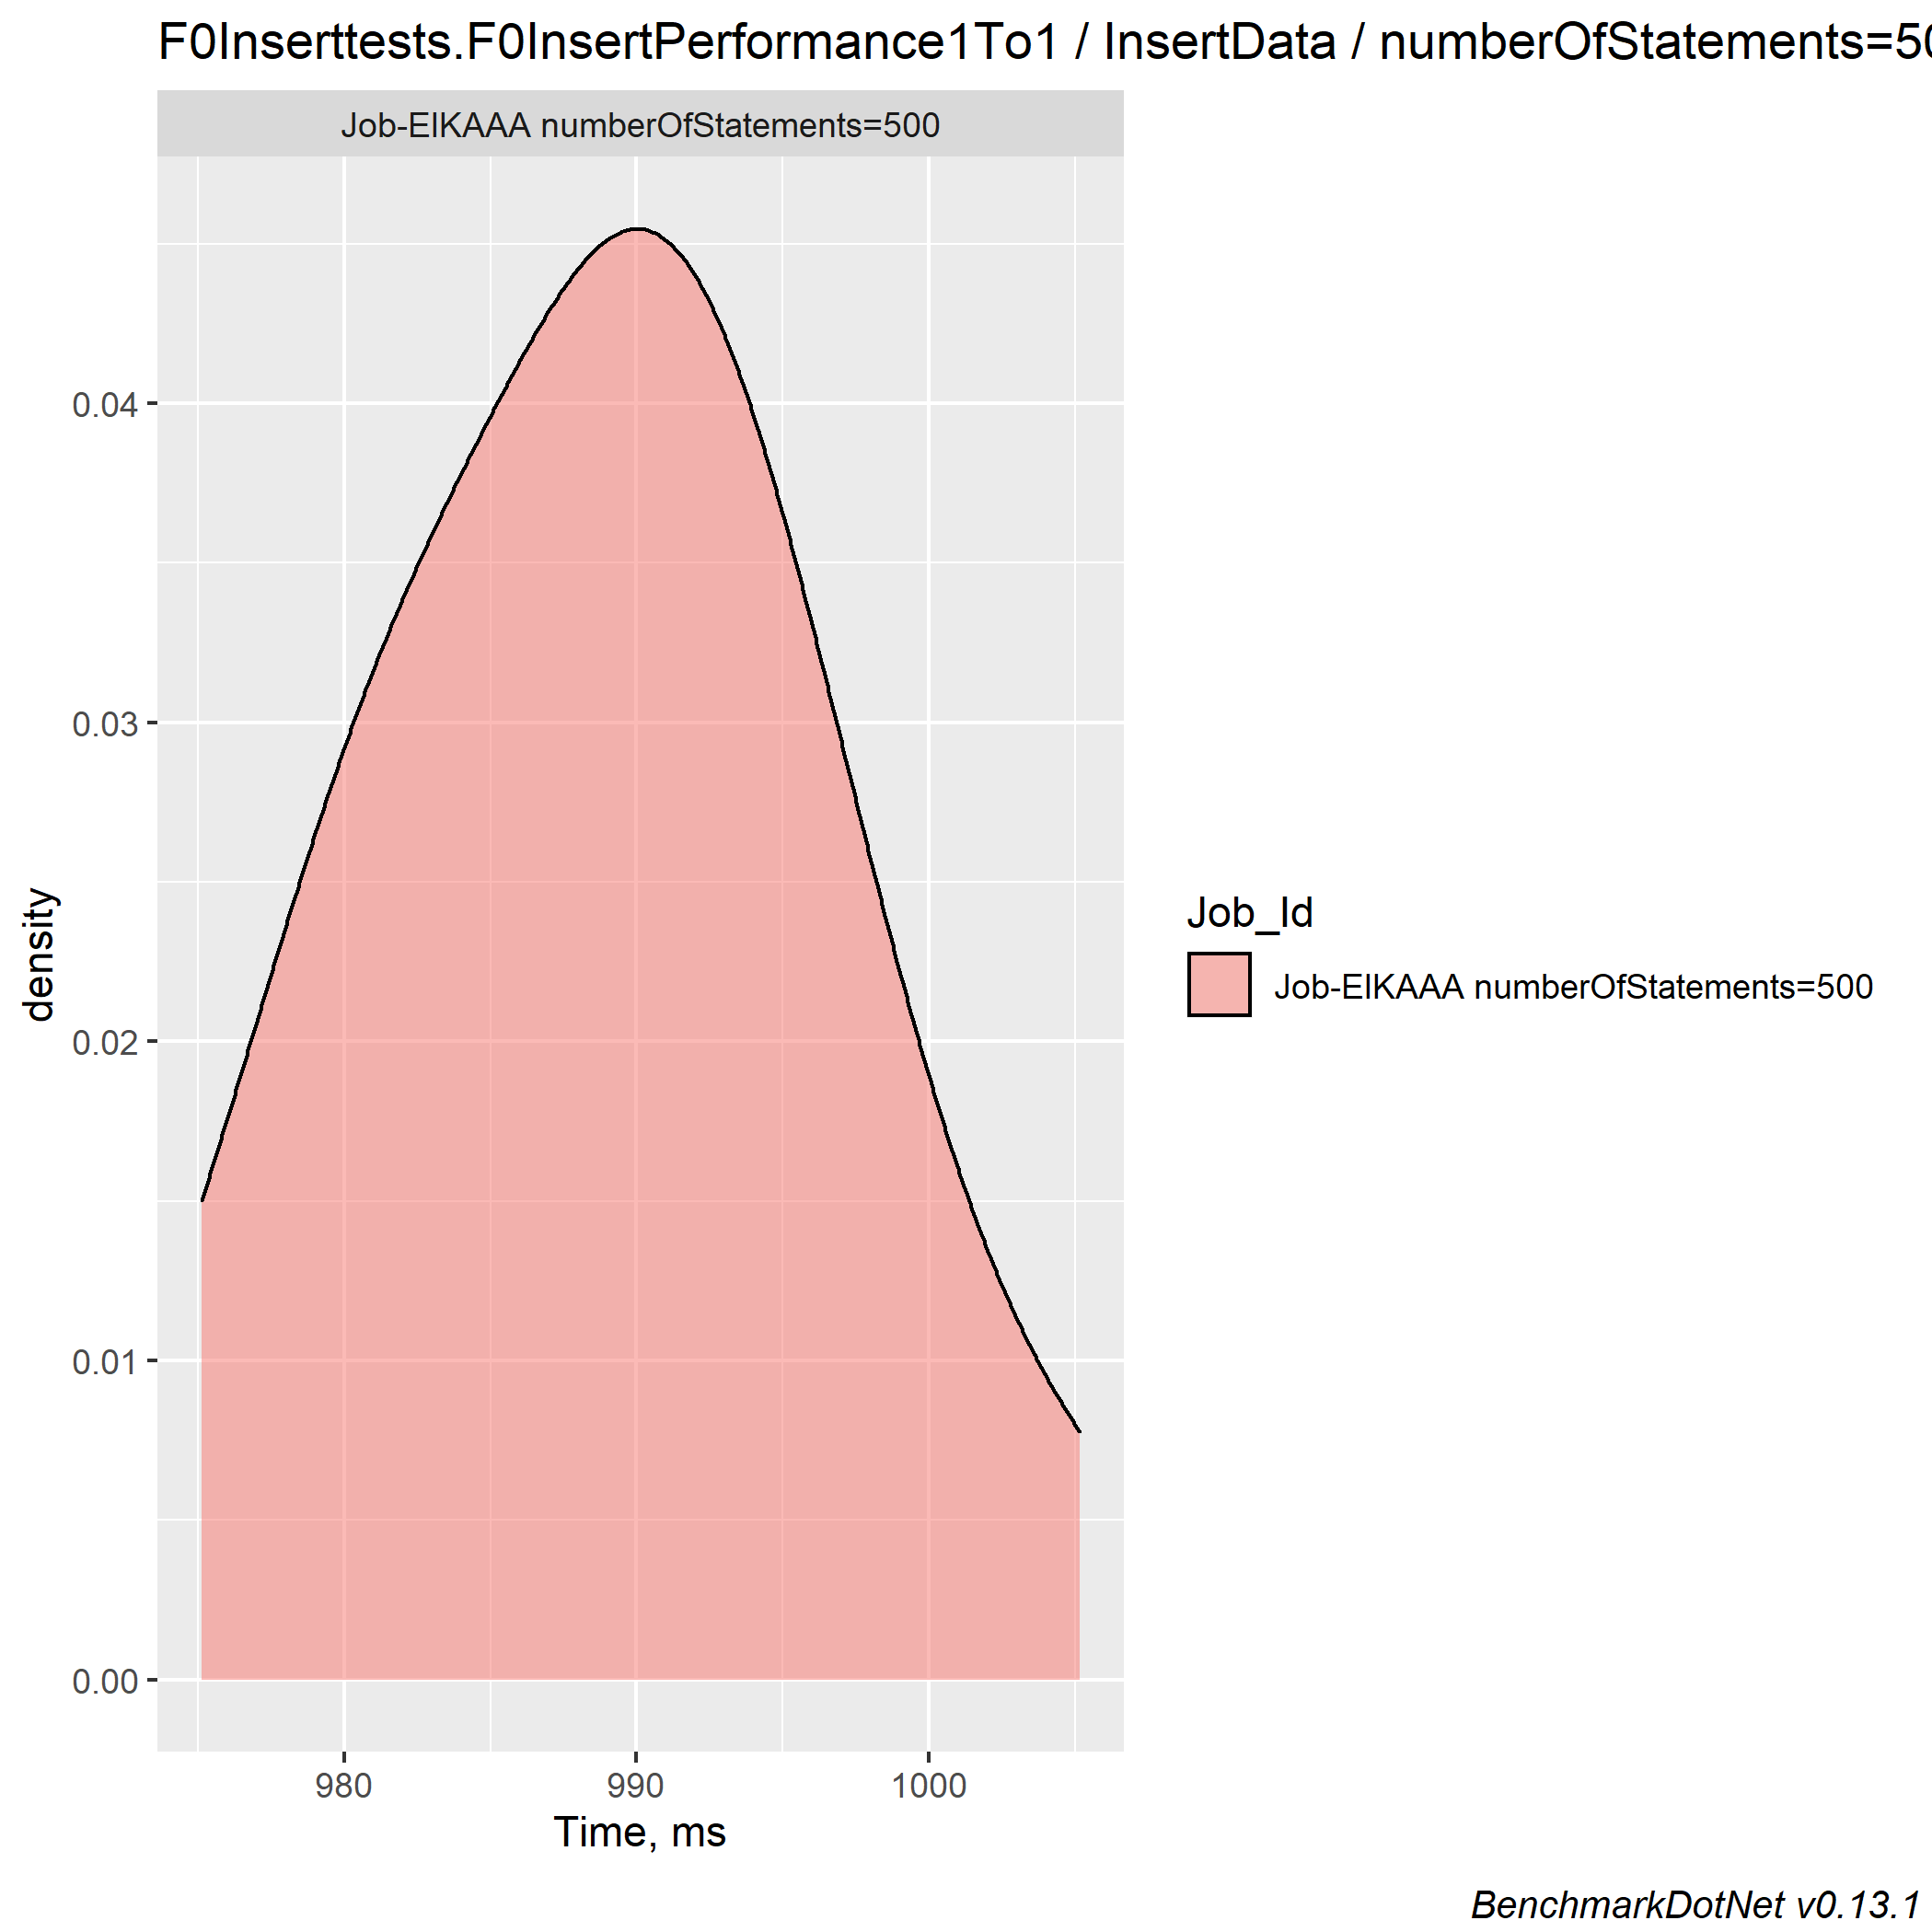 F0Inserttests.F0InsertPerformance1To1 / InsertData / numberOfStatements=50
Job-EIKAAA numberOfStatements=500
0.04
0.03
0.02
0.01
0.00
density
980 990 1000
Time, ms
Job_Id
Job-EIKAAA numberOfStatements=500
BenchmarkDotNet v0.13.1